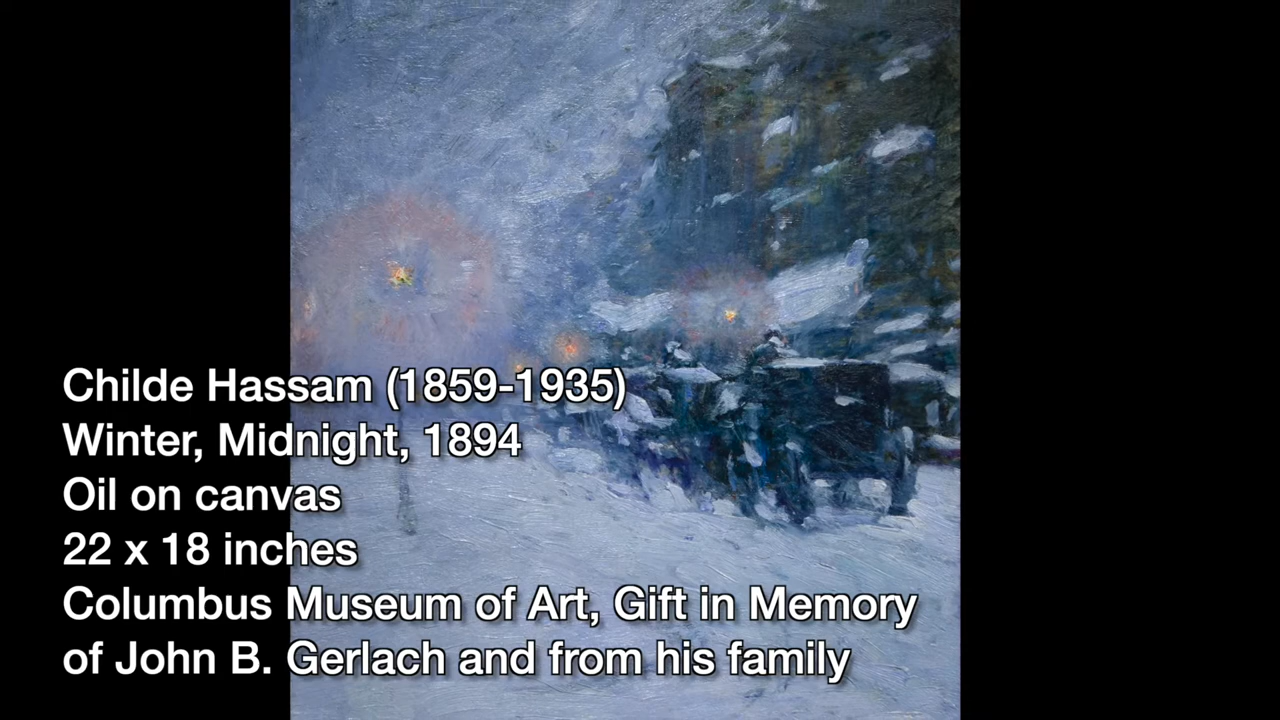 Childe Hassam (1859-1935)
Winter, Midnight, 1894
Oil on canvas
22 x 18 inches
Columbus Museum of Art, Gift in Memory
of John B. Gerlach and from his family